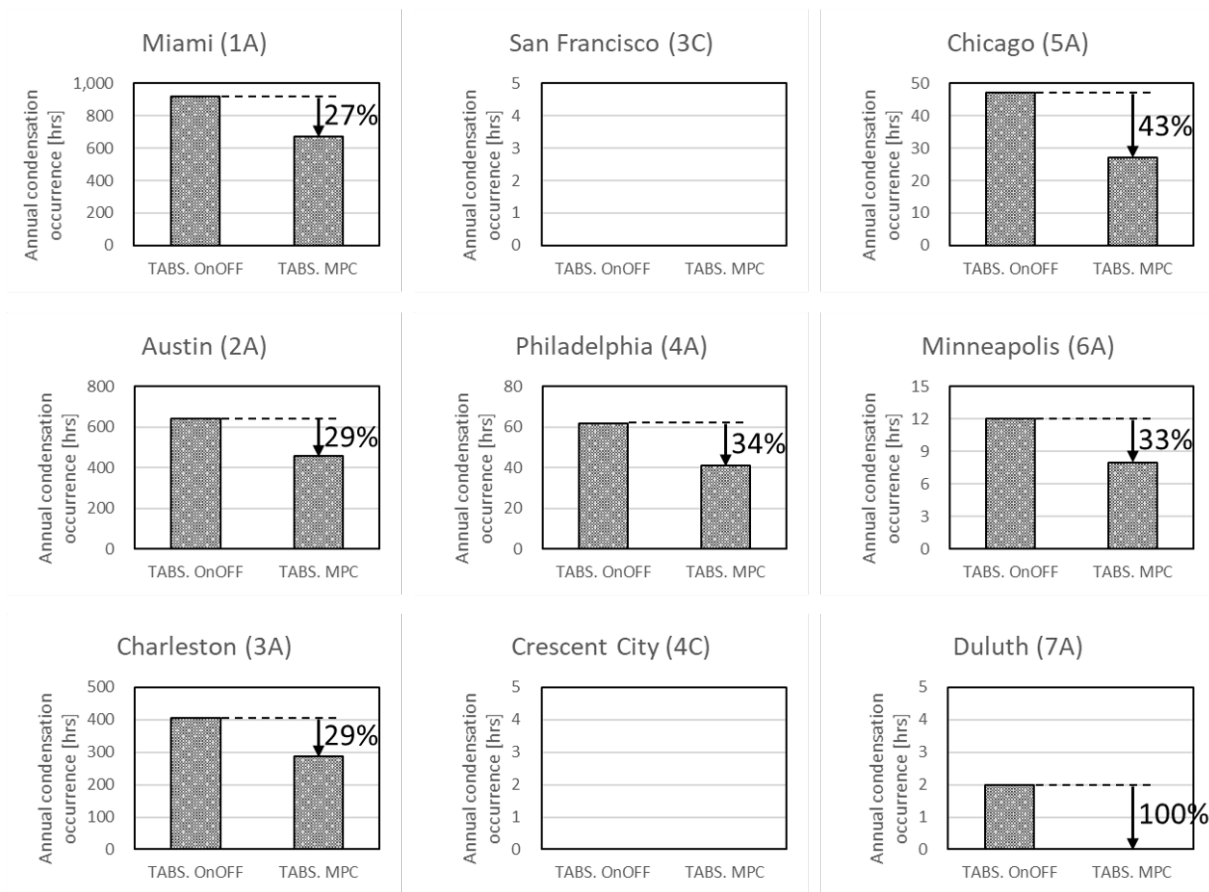 Miami (1A)
Annual condensation
occurrence [hrs]
1,000
800
600
400
200
0
27%
TABS. OnOFF
TABS. MPC
San Francisco (3C)
Annual condensation
occurrence [hrs]
5
4
3
2
1
0
TABS. OnOFF
TABS. MPC
Chicago (5A)
Annual condensation
occurrence [hrs]
50
40
30
20
10
0
43%
TABS. OnOFF
TABS. MPC
Austin (2A)
Annual condensation
occurrence [hrs]
800
600
400
200
0
29%
TABS. OnOFF
TABS. MPC
Philadelphia (4A)
Annual condensation
occurrence [hrs]
80
60
40
20
0
34%
TABS. OnOFF
TABS. MPC
Minneapolis (6A)
Annual condensation
occurrence [hrs]
15
12
9
6
3
0
33%
TABS. OnOFF
TABS. MPC
Charleston (3A)
Annual condensation
occurrence [hrs]
500
400
300
200
100
0
29%
TABS. OnOFF
TABS. MPC
Crescent City (4C)
Annual condensation
occurrence [hrs]
5
4
3
2
1
0
TABS. OnOFF
TABS. MPC
Duluth (7A)
Annual condensation
occurrence [hrs]
5
4
3
2
1
0
100%
TABS. OnOFF
TABS. MPC